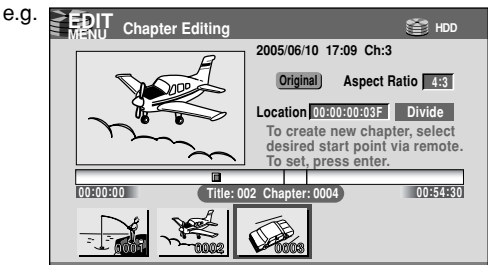 e.g.
EDIT
MENU
Chapter Editing
HDD
2005/06/10 17:09 Ch:3
Original Aspect Ratio 4:3
Location 00:00:00:03F Divide
To create new chapter, select
desired start point via remote.
To set, press enter.
00:00:00 Title: 002 Chapter: 0004) 00:54:30
0001 0002 0003